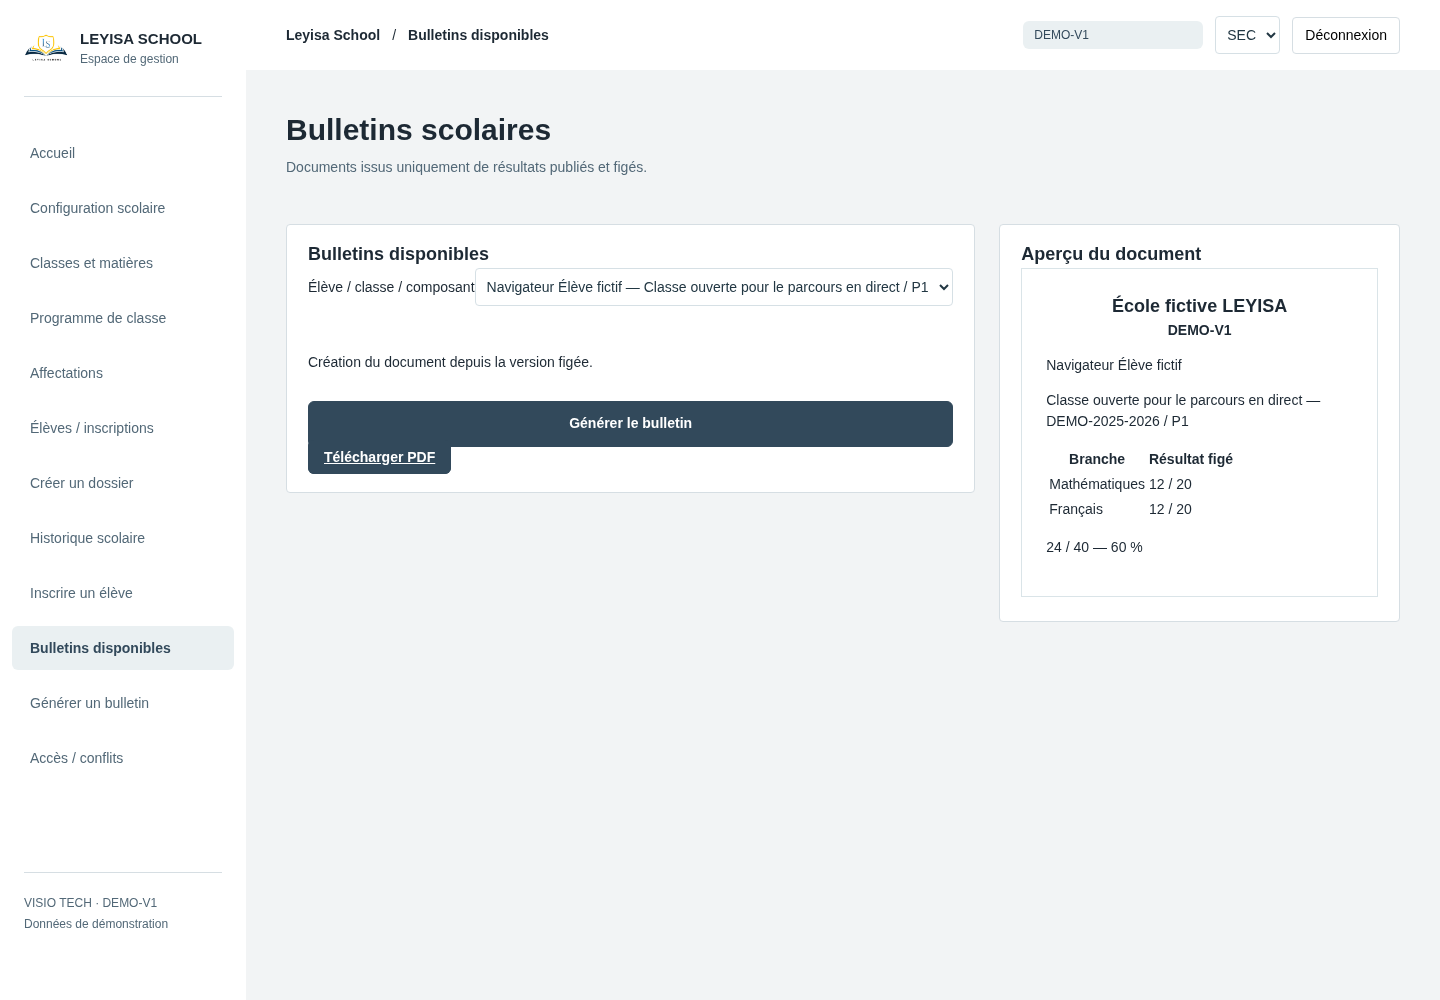 LEYISA SCHOOL
Espace de gestion
Accueil
Configuration scolaire
Classes et matières
Programme de classe
Affectations
Élèves / inscriptions
Créer un dossier
Historique scolaire
Inscrire un élève
Bulletins disponibles
Générer un bulletin
Accès / conflits
VISIO TECH · DEMO-V1
Données de démonstration
Leyisa School / Bulletins disponibles
DEMO-V1
SEC
Déconnexion
Bulletins scolaires
Documents issus uniquement de résultats publiés et figés.
Bulletins disponibles
Élève / classe / composant
Navigateur Élève fictif — Classe ouverte pour le parcours en direct / P1
Création du document depuis la version figée.
Générer le bulletin
Télécharger PDF
Aperçu du document
École fictive LEYISA
DEMO-V1
Navigateur Élève fictif
Classe ouverte pour le parcours en direct —
DEMO-2025-2026 / P1
Branche Résultat figé
Mathématiques 12 / 20
Français 12 / 20
24 / 40 — 60 %